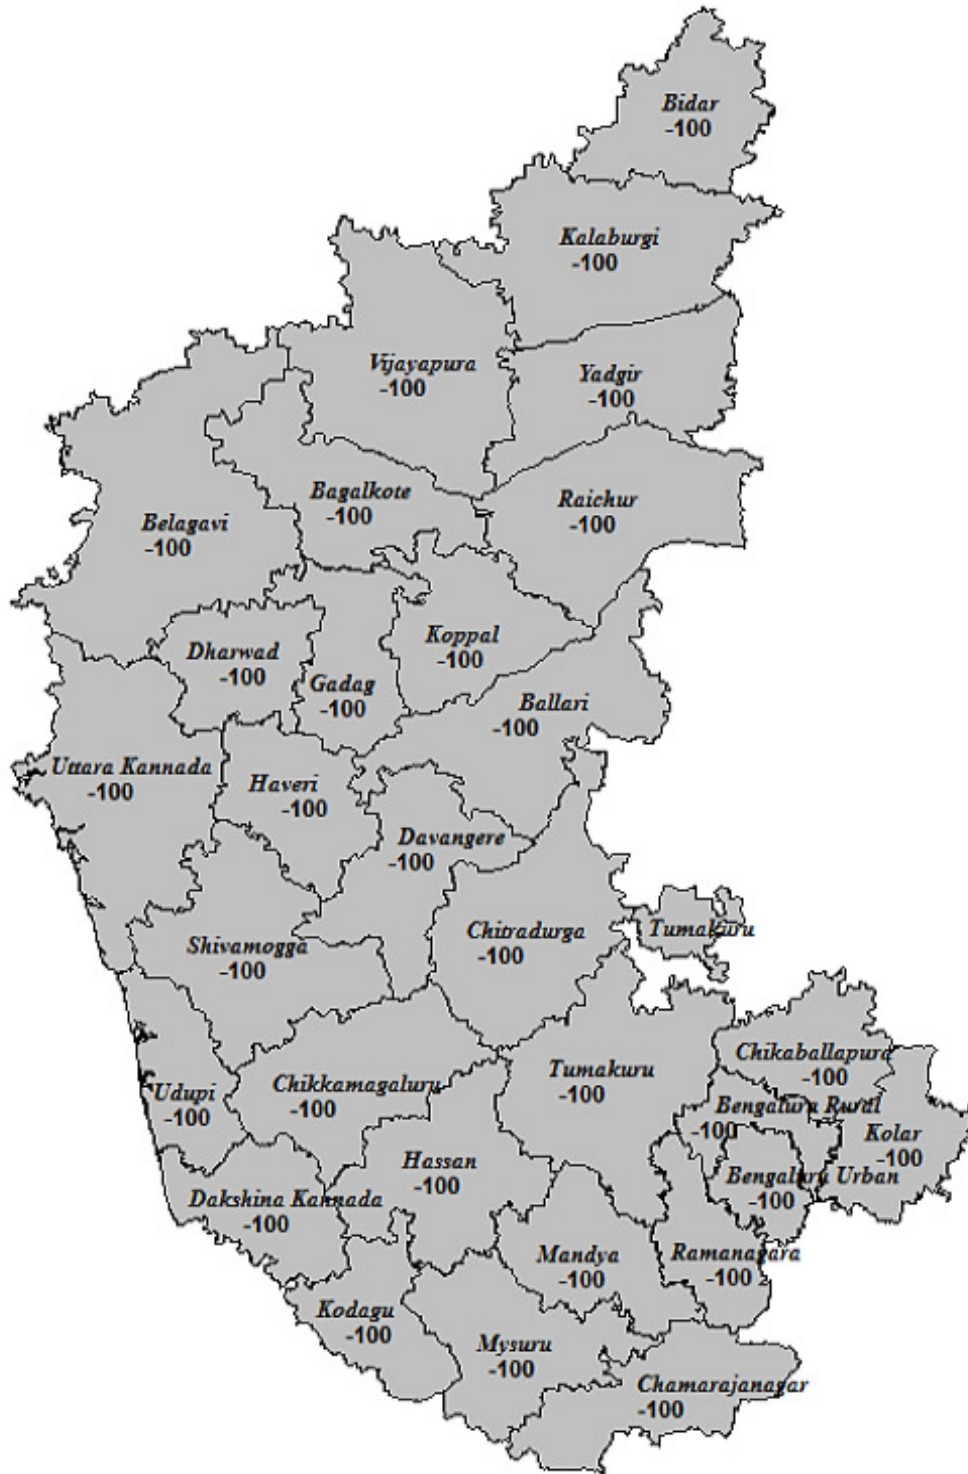 Bidar
-100
Kalaburgi
-100
Vijayapura
-100
Yadgir
-100
Bagalkote
-100
Raichur
-100
Belagavi
-100
Dharwad
-100
Gadag
-100
Koppal
-100
Ballari
-100
Uttara Kannada
-100
Haveri
-100
Davangere
-100
Chitradurga
-100
Tumakuru
Shivamogga
-100
Chikaballapura
-100
Tumakuru
-100
Udupi
-100
Chikkamagaluru
-100
Bengalura Rural
-100
Kolar
-100
Hassan
-100
Bengaluru Urban
-100
Dakshina Kannada
-100
Mandya
-100
Ramanagara
-100
Kodagu
-100
Mysuru
-100
Chamarajanagar
-100